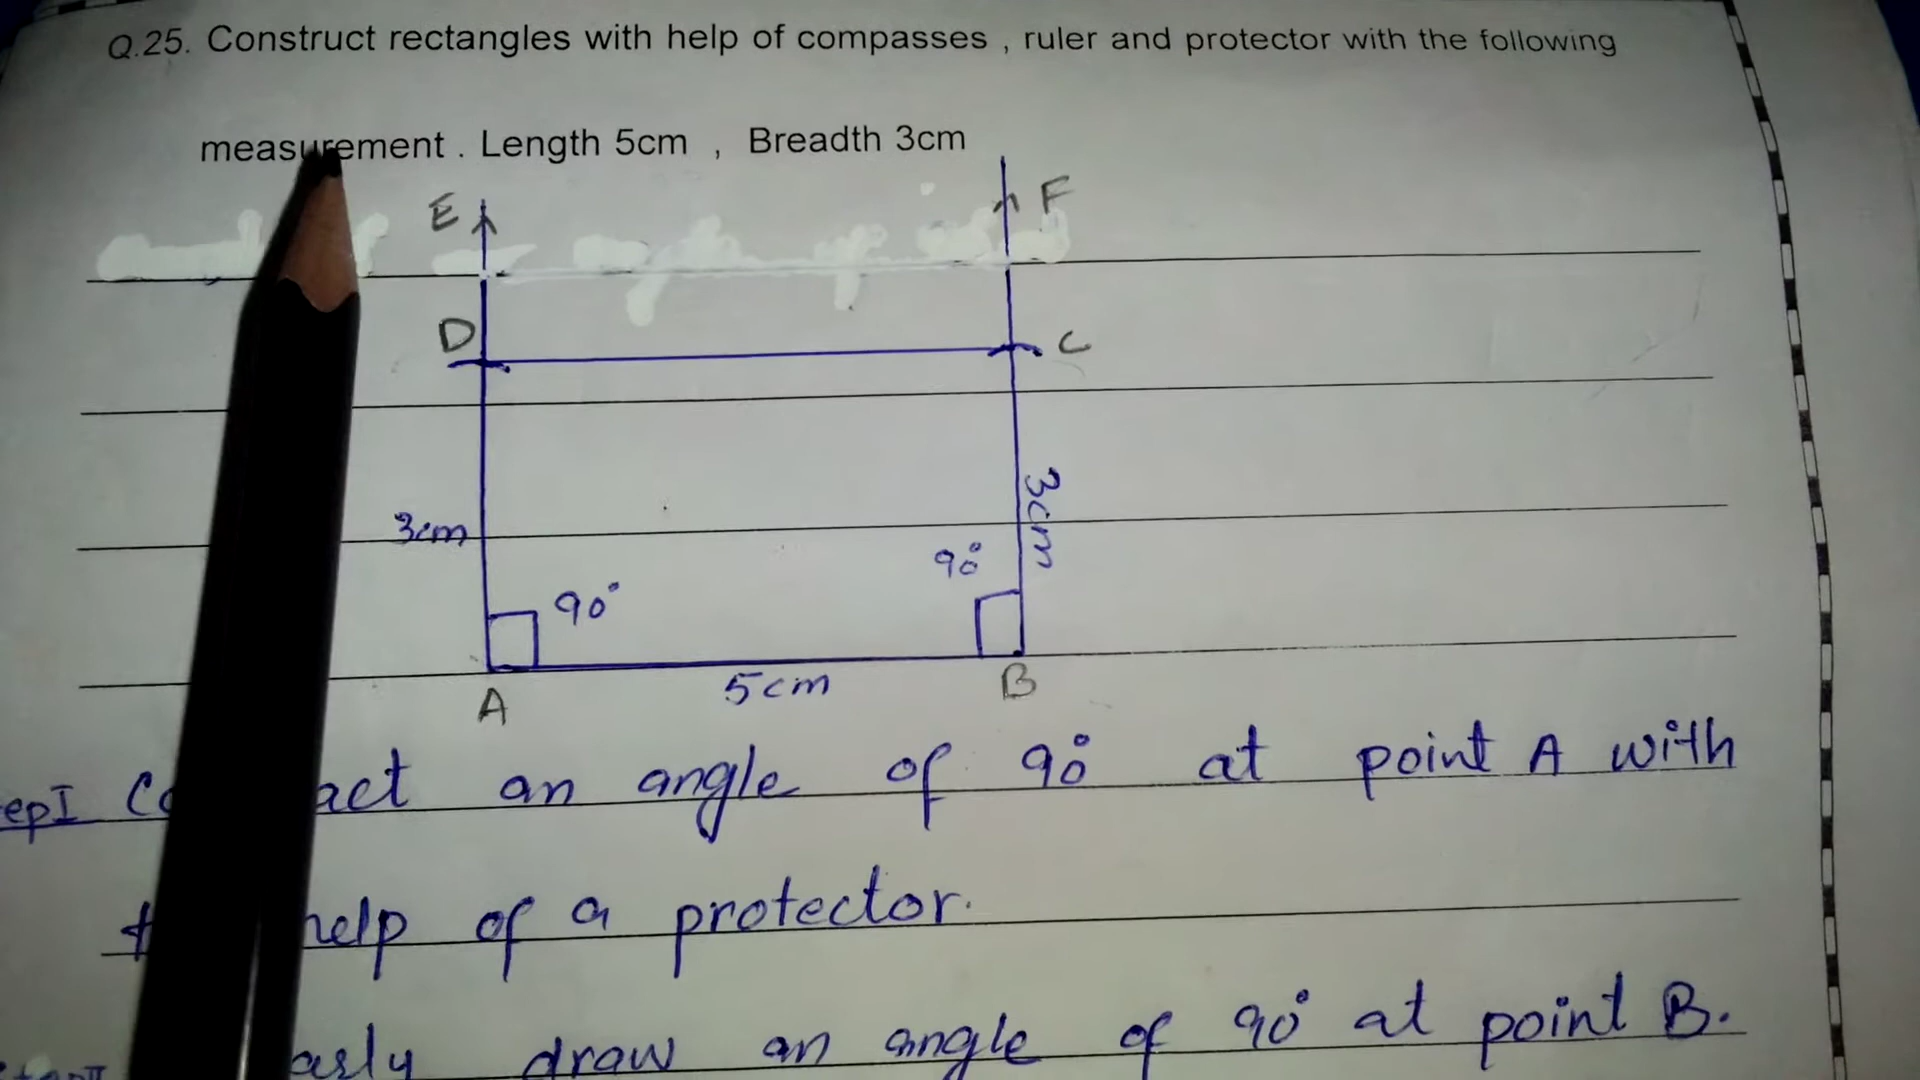 Q.25. Construct rectangles with help of compasses , ruler and protector with the following
measurement . Length 5cm , Breadth 3cm
E F
D C
3cm 3cm
90° 90°
A 5cm B
an angle of 90° at point A with
help of a protector.
draw an angle of 90° at point B.